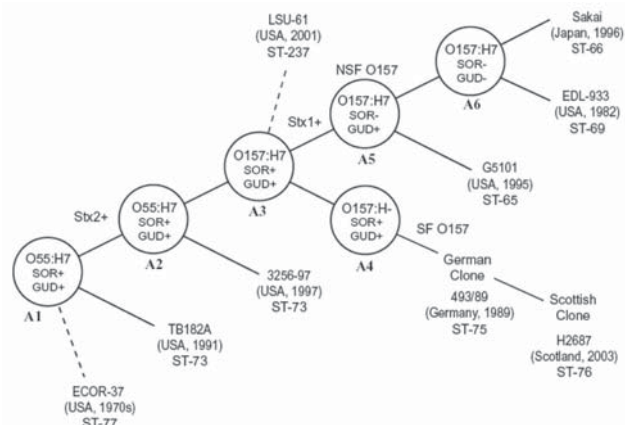 LSU-61
(USA, 2001)
ST-237
Sakai
(Japan, 1996)
ST-66
NSF O157
O157:H7
SOR-
GUD-
A6
EDL-933
(USA, 1982)
ST-69
Stx1+
O157:H7
SOR-
GUD+
A5
G5101
(USA, 1995)
ST-65
O157:H7
SOR+
GUD+
A3
Stx2+
O55:H7
SOR+
GUD+
A2
O157:H-
SOR+
GUD+
A4
SF O157
German
Clone
493/89
(Germany, 1989)
ST-75
Scottish
Clone
H2687
(Scotland, 2003)
ST-76
O55:H7
SOR+
GUD+
A1
3256-97
(USA, 1997)
ST-73
TB182A
(USA, 1991)
ST-73
ECOR-37
(USA, 1970s)
ST-77